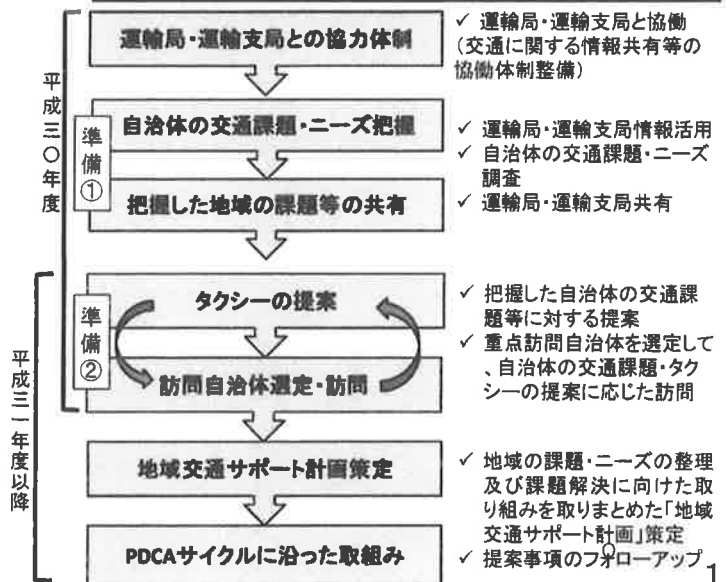 運輸局・運輸支局との協力体制
✓ 運輸局・運輸支局と協働
(交通に関する情報共有等の
協働体制整備)
平成三〇年度
準備①
自治体の交通課題・ニーズ把握
把握した地域の課題等の共有
✓ 運輸局・運輸支局情報活用
✓ 自治体の交通課題・ニーズ
調査
✓ 運輸局・運輸支局共有
平成三一年度以降
準備②
タクシーの提案
訪問自治体選定・訪問
✓ 把握した自治体の交通課
題等に対する提案
✓ 重点訪問自治体を選定して
、自治体の交通課題・タク
シーの提案に応じた訪問
地域交通サポート計画策定
PDCAサイクルに沿った取組み
✓ 地域の課題・ニーズの整理
及び課題解決に向けた取
り組みを取りまとめた「地域
交通サポート計画」策定
✓ 提案事項のフォローアップ
1